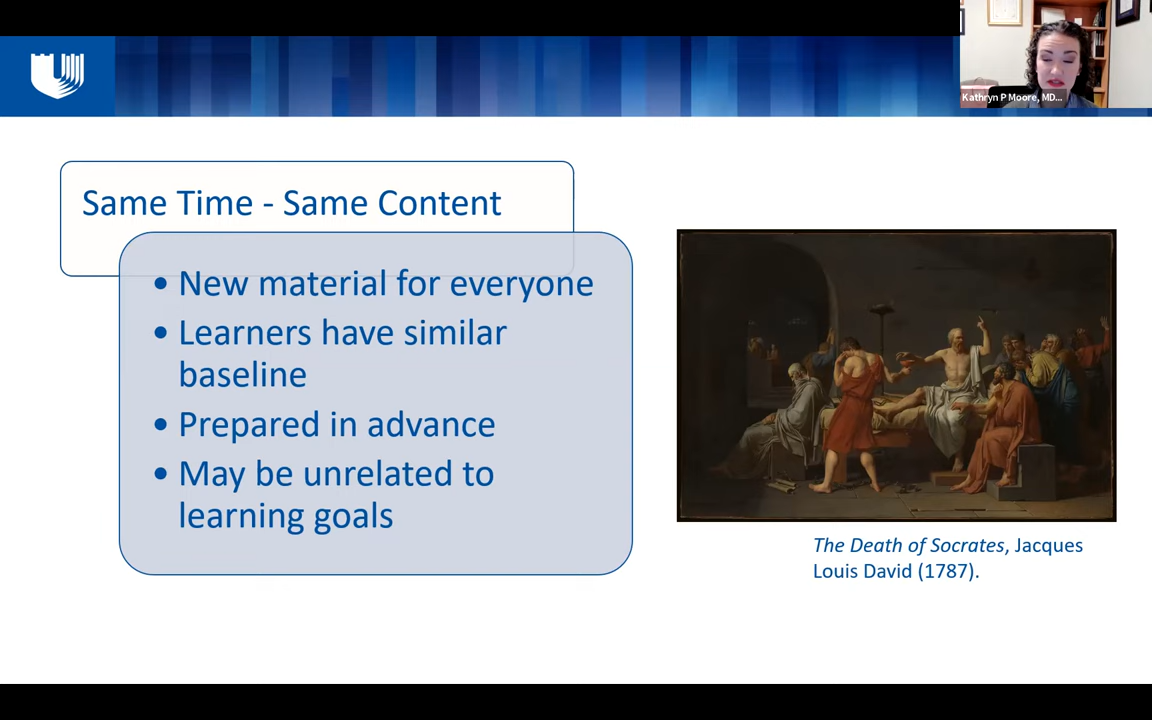 Kathryn P Moore, MD...
Same Time - Same Content
• New material for everyone
• Learners have similar
baseline
• Prepared in advance
• May be unrelated to
learning goals
The Death of Socrates, Jacques
Louis David (1787).